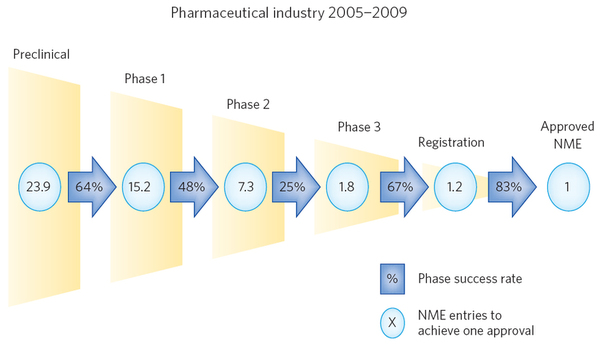 Pharmaceutical industry 2005–2009
Preclinical
Phase 1
Phase 2
Phase 3
Registration
Approved
NME
23.9
64%
15.2
48%
7.3
25%
1.8
67%
1.2
83%
1
% Phase success rate
X NME entries to
achieve one approval